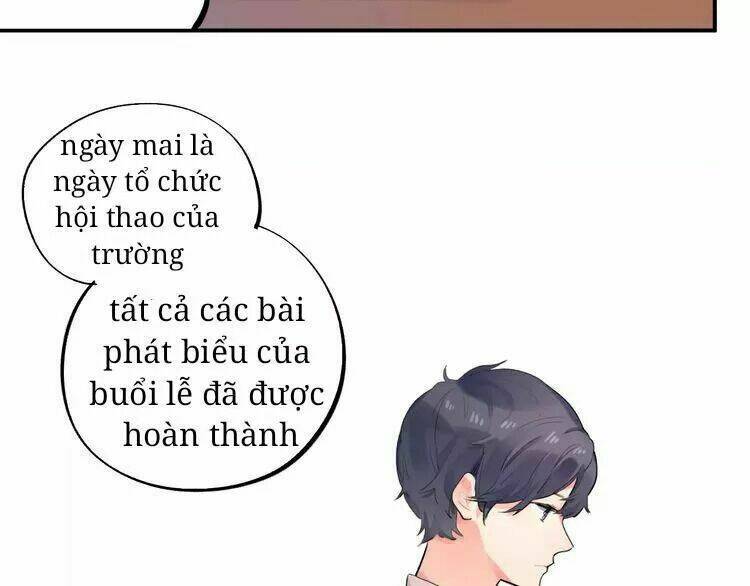 ngày mai là
ngày tổ chức
hội thao của
trường
tất cả các bài
phát biểu của
buổi lễ đã được
hoàn thành